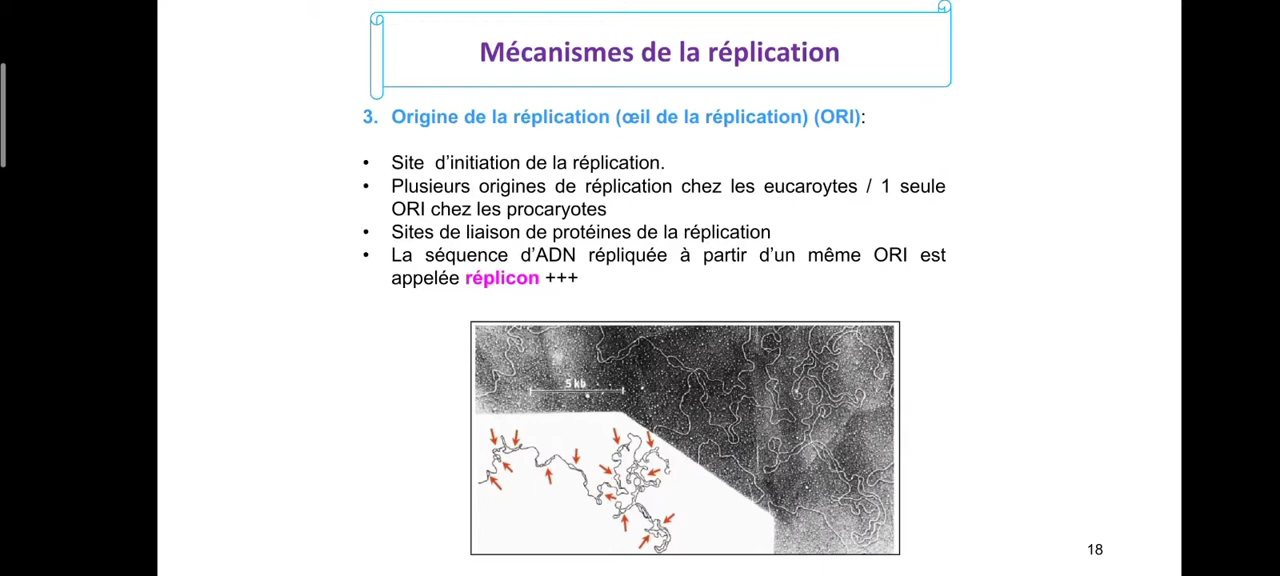 Mécanismes de la réplication
3. Origine de la réplication (œil de la réplication) (ORI):
• Site d'initiation de la réplication.
• Plusieurs origines de réplication chez les eucaroytes / 1 seule
ORI chez les procaryotes
• Sites de liaison de protéines de la réplication
• La séquence d'ADN répliquée à partir d'un même ORI est
appelée réplicon +++
5 kb
18